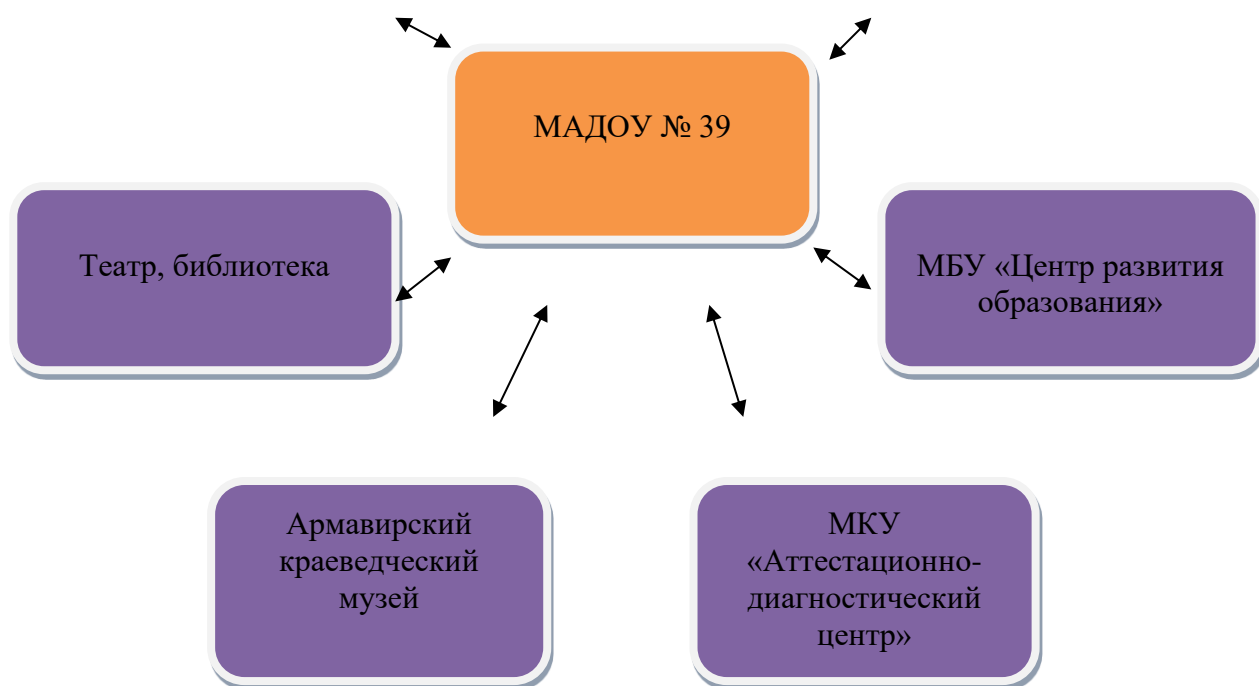 МАДОУ № 39
Театр, библиотека
МБУ «Центр развития
образования»
Армавирский
краеведческий
музей
МКУ
«Аттестационно-
диагностический
центр»